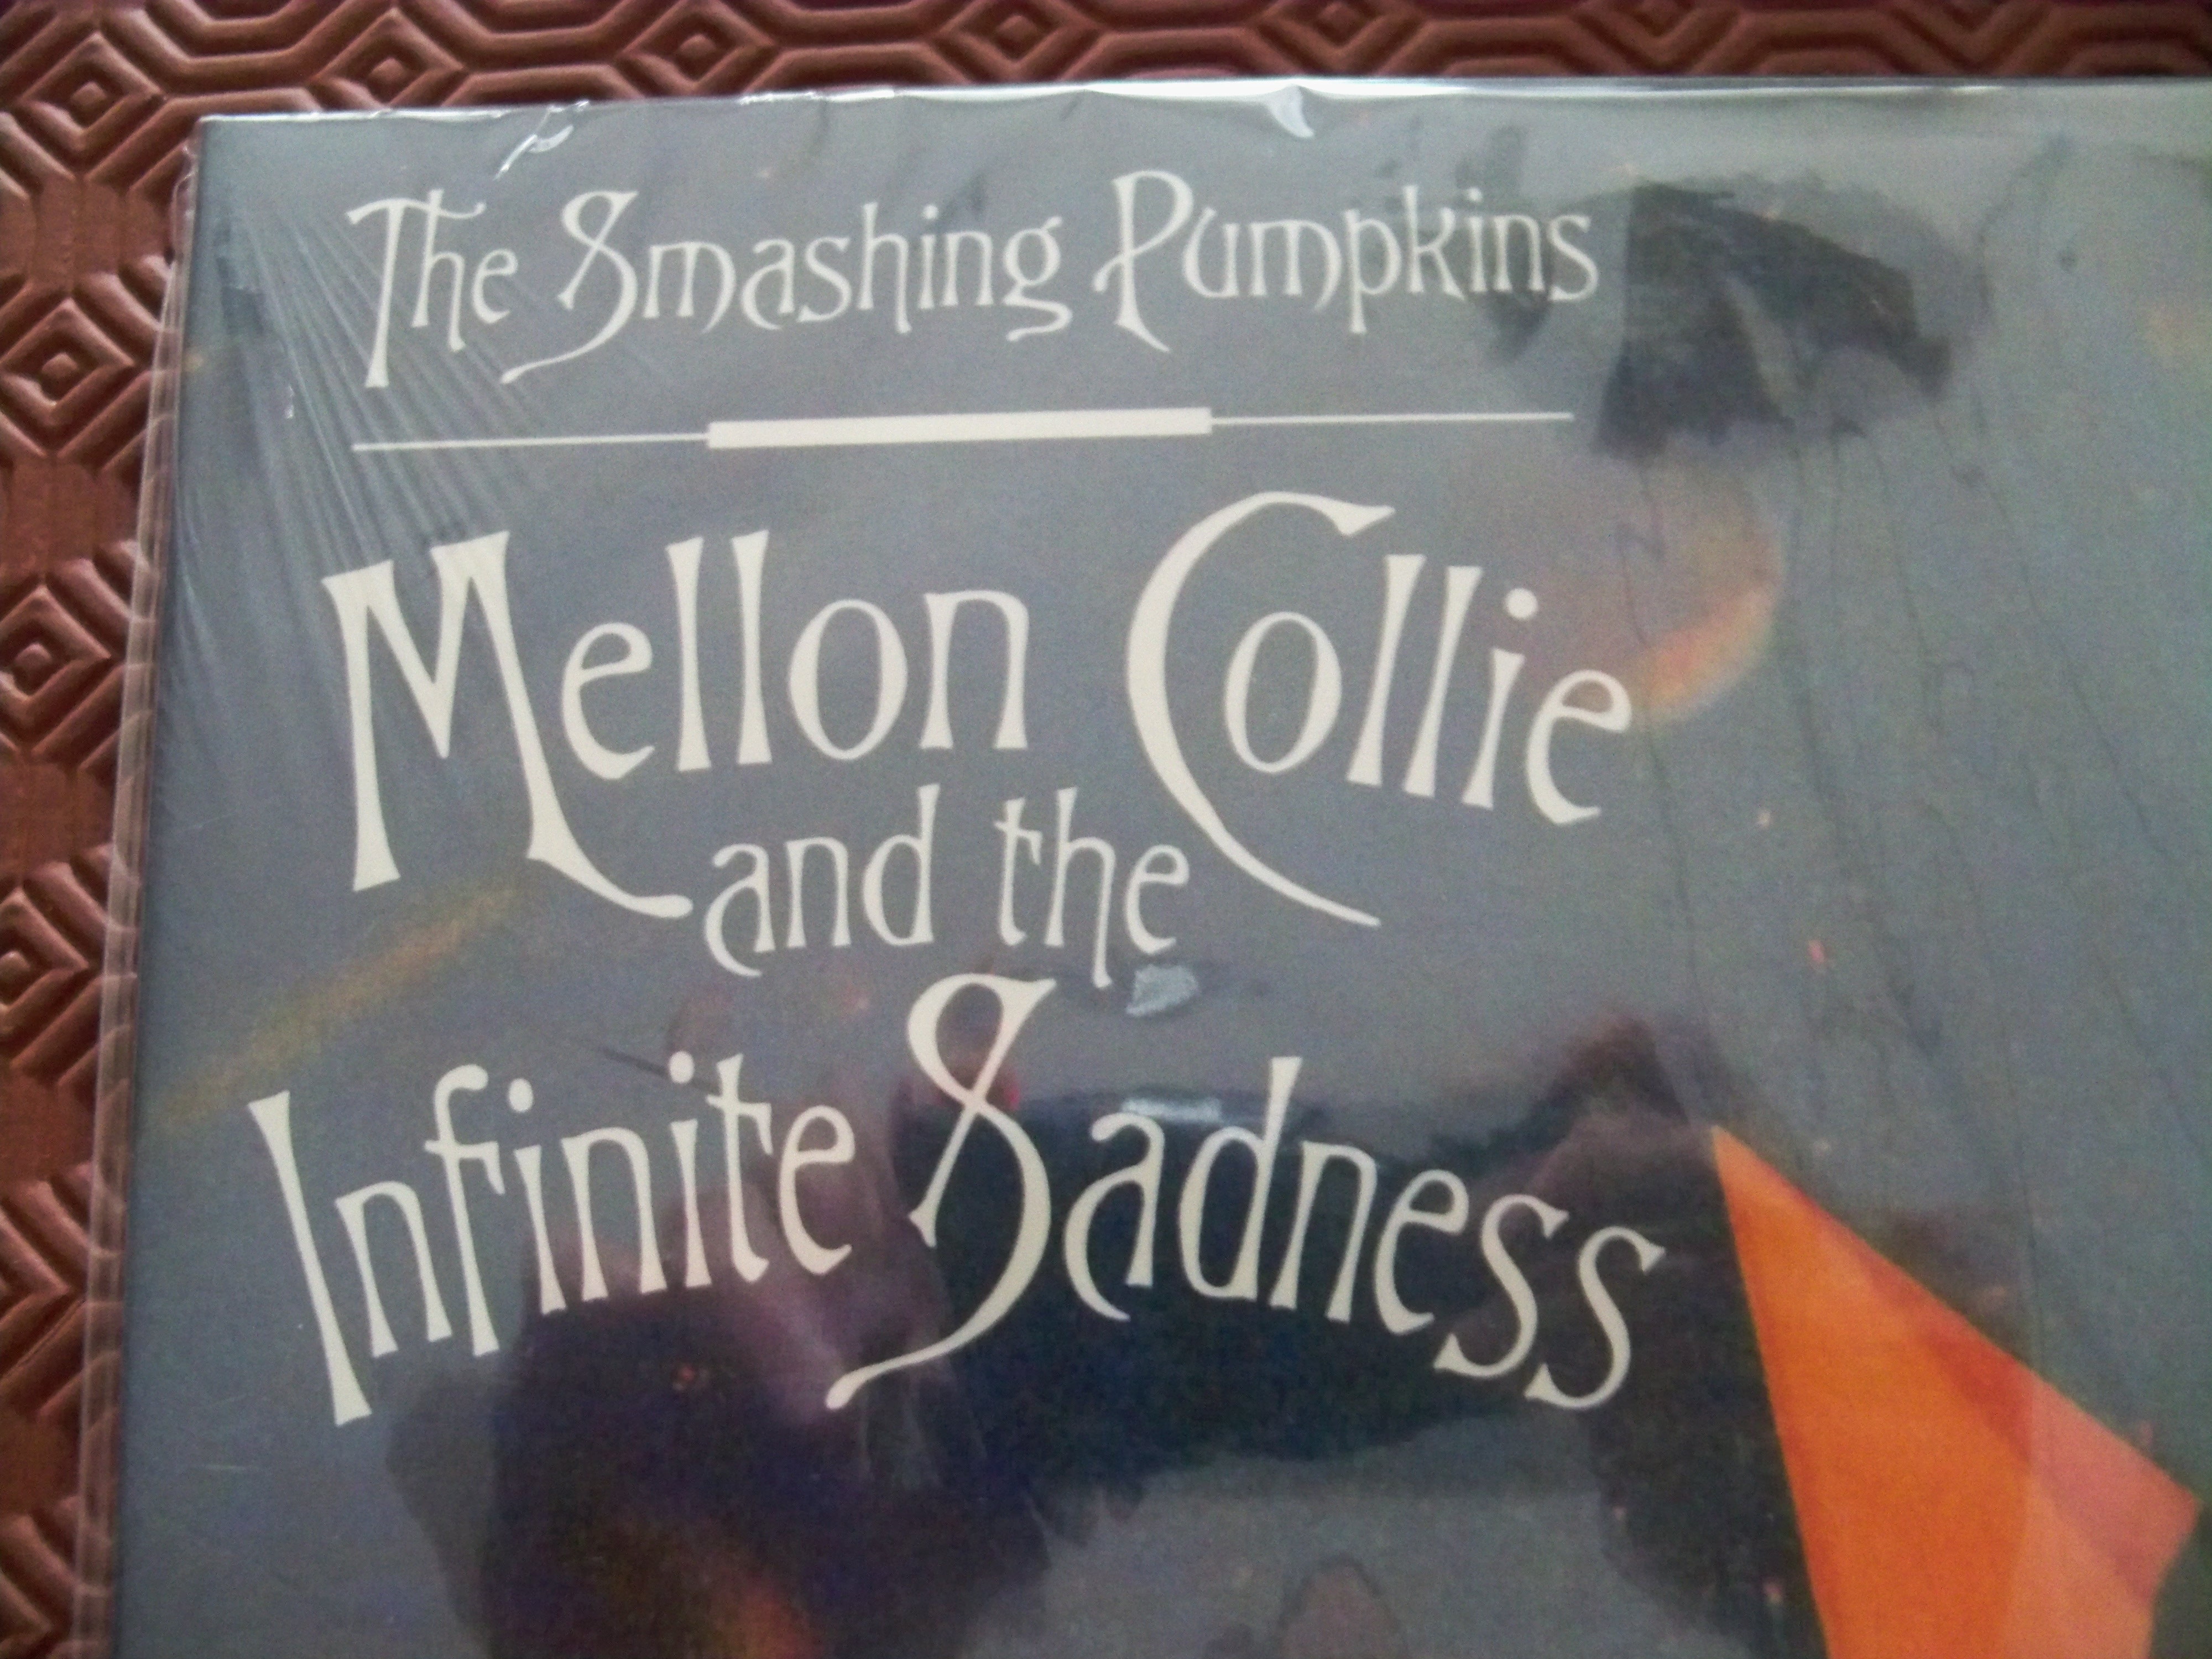 The Smashing Pumpkins
Mellon Collie
and the
Infinite Sadness